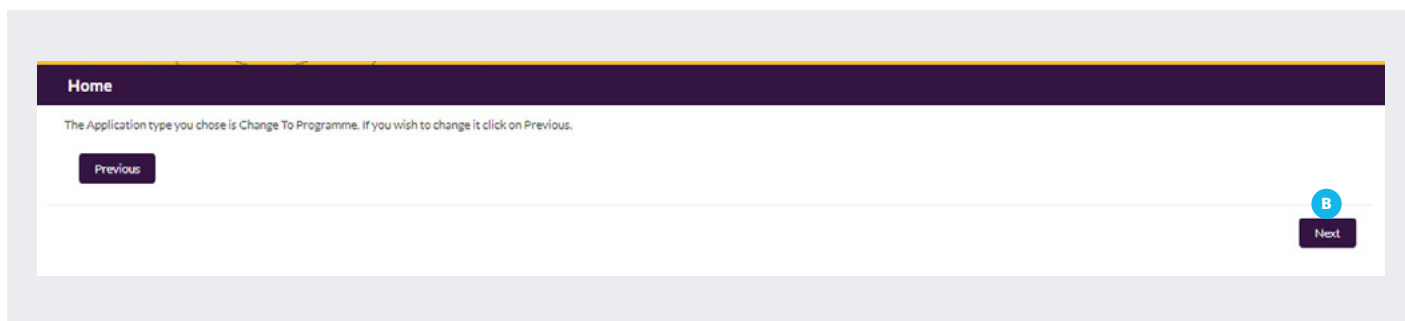 Home
The Application type you chose is Change To Programme. If you wish to change it click on Previous.
Previous
B
Next